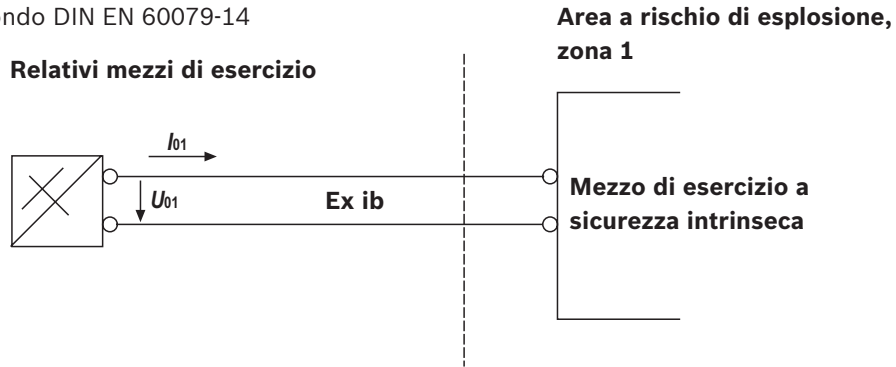 DIN EN 60079-14
Area a rischio di esplosione,
zona 1
Relativi mezzi di esercizio
I01
U01
Ex ib
Mezzo di esercizio a
sicurezza intrinseca